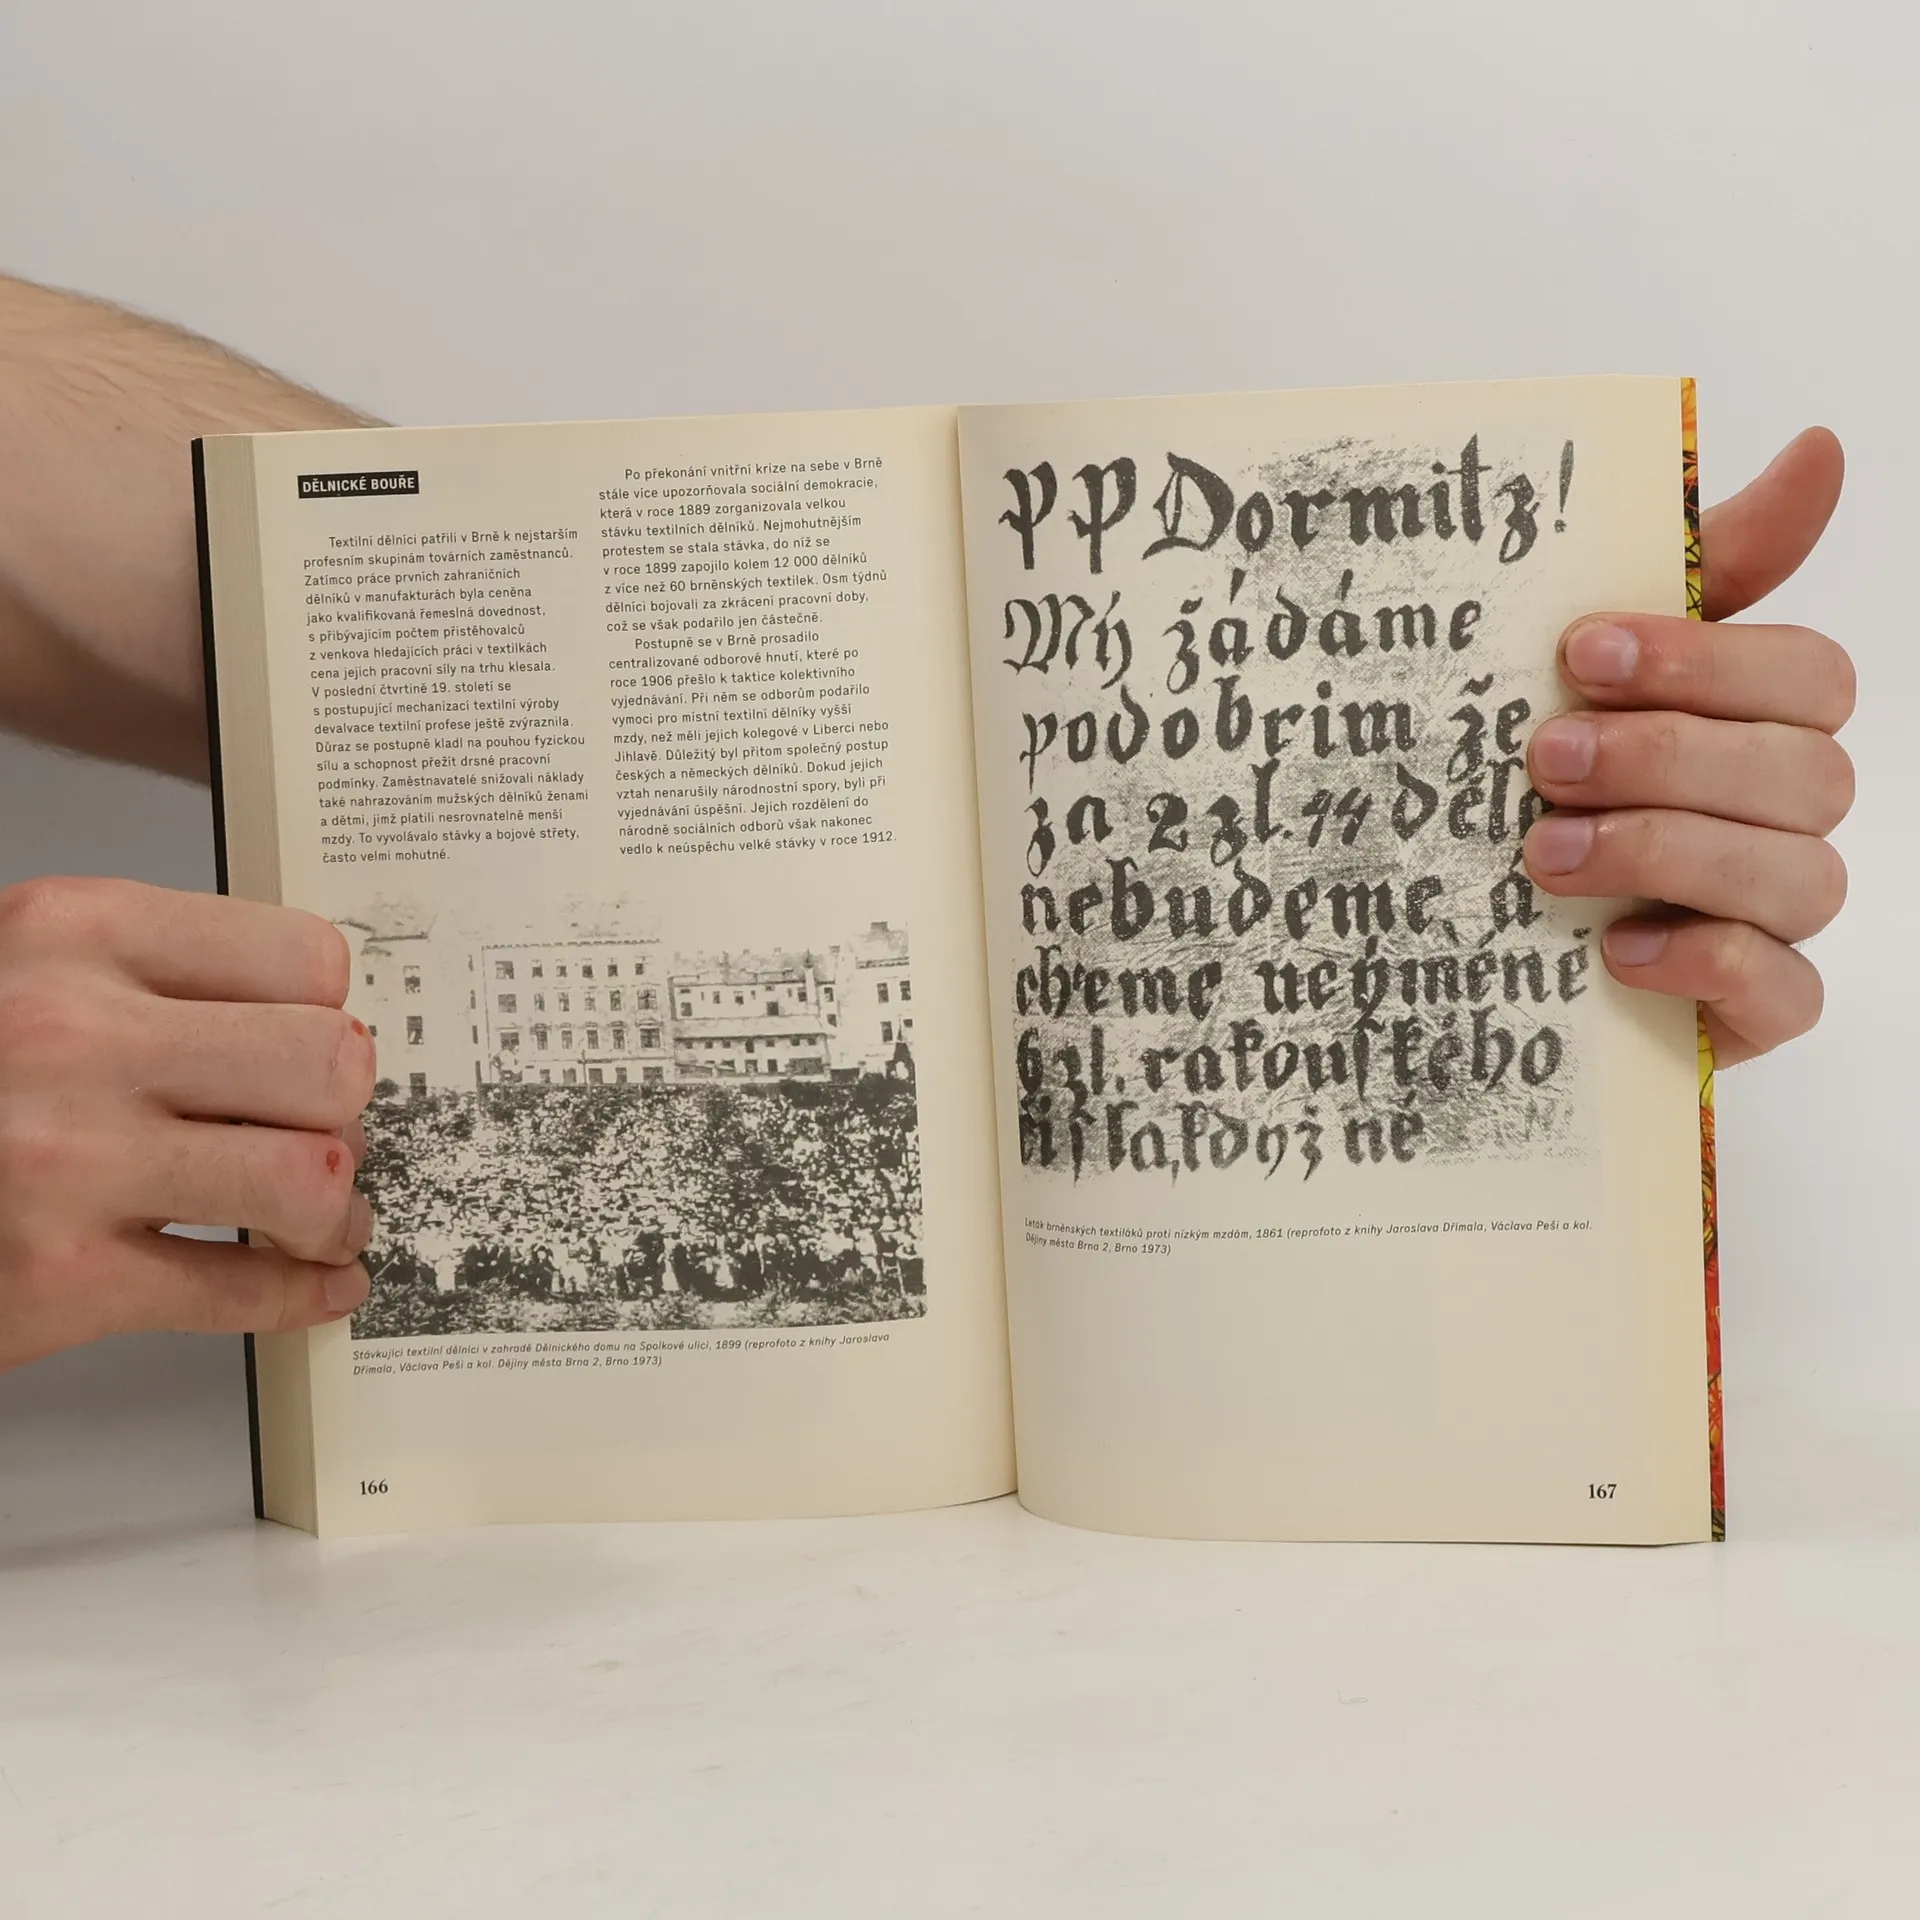 DĚLNICKÉ BOUŘE
Textilní dělníci patřili v Brně k nejstarším
profesním skupinám továrních zaměstnanců.
Zatímco práce prvních zahraničních
dělníků v manufakturách byla ceněna
jako kvalifikovaná řemeslná dovednost,
s přibývajícím počtem přistěhovalců
z venkova hledajících práci v textilkách
cena jejich pracovní síly na trhu klesala.
V poslední čtvrtině 19. století se
s postupující mechanizací textilní výroby
devalvace textilní profese ještě zvýraznila.
Důraz se postupně kladl na pouhou fyzickou
sílu a schopnost přežít drsné pracovní
podmínky. Zaměstnavatelé snižovali náklady
také nahrazováním mužských dělníků ženami
a dětmi, jimž platili nesrovnatelně menší
mzdy. To vyvolávalo stávky a bojové střety,
často velmi mohutné.
Po překonání vnitřní krize na sebe v Brně
stále více upozorňovala sociální demokracie,
která v roce 1889 zorganizovala velkou
stávku textilních dělníků. Nejmohutnějším
protestem se stala stávka, do níž se
v roce 1899 zapojilo kolem 12 000 dělníků
z více než 60 brněnských textilek. Osm týdnů
dělníci bojovali za zkrácení pracovní doby,
což se však podařilo jen částečně.
Postupně se v Brně prosadilo
centralizované odborové hnutí, které po
roce 1906 přešlo k taktice kolektivního
vyjednávání. Při něm se odborům podařilo
vymoci pro místní textilní dělníky vyšší
mzdy, než měli jejich kolegové v Liberci nebo
Jihlavě. Důležitý byl přitom společný postup
českých a německých dělníků. Dokud jejich
vztah nenarušily národnostní spory, byli při
vyjednávání úspěšní. Jejich rozdělení do
národně sociálních odborů však nakonec
vedlo k neúspěchu velké stávky v roce 1912.
Stávkující textilní dělníci v zahradě Dělnického domu na Spolkové ulici, 1899 (reprofoto z knihy Jaroslava
Dřímala, Václava Peši a kol. Dějiny města Brna 2, Brno 1973)
166
PP Dormitz!
Mý žádáme
podobrim že
za 2 zl. 44
nebudeme, á
chceme neýméně
6 zl. rakouſkého
čiſla, když né
Leták brněnských textiláků proti nízkým mzdám, 1861 (reprofoto z knihy Jaroslava Dřímala, Václava Peši a kol.
Dějiny města Brna 2, Brno 1973)
167